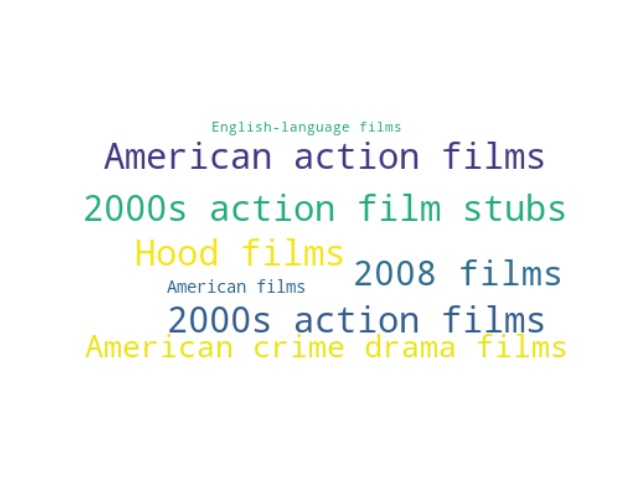 English-language films
American action films
2000s action film stubs
Hood films
2008 films
American films
2000s action films
American crime drama films